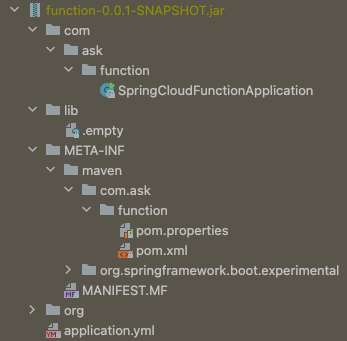 function-0.0.1-SNAPSHOT.jar
com
ask
function
SpringCloudFunctionApplication
lib
.empty
META-INF
maven
com.ask
function
pom.properties
pom.xml
org.springframework.boot.experimental
MANIFEST.MF
org
application.yml